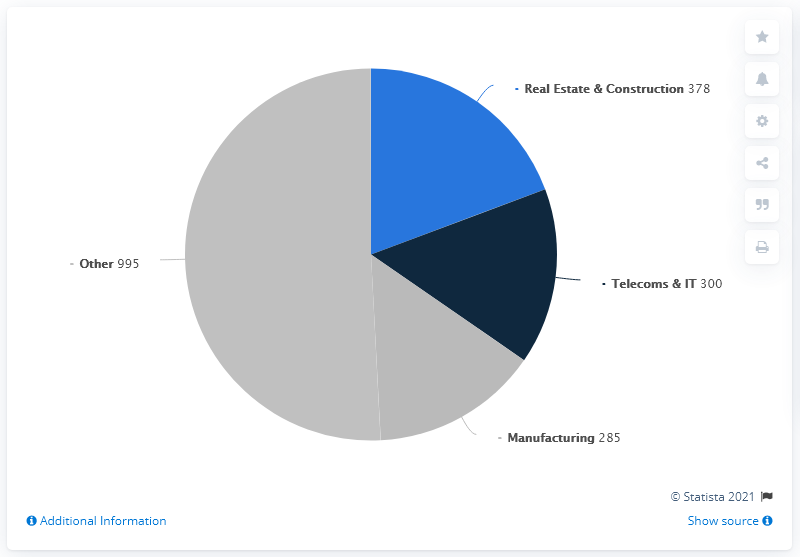 Real Estate & Construction 378
Other 995
Telecoms & IT 300
Manufacturing 285
© Statista 2021
Additional Information
Show source